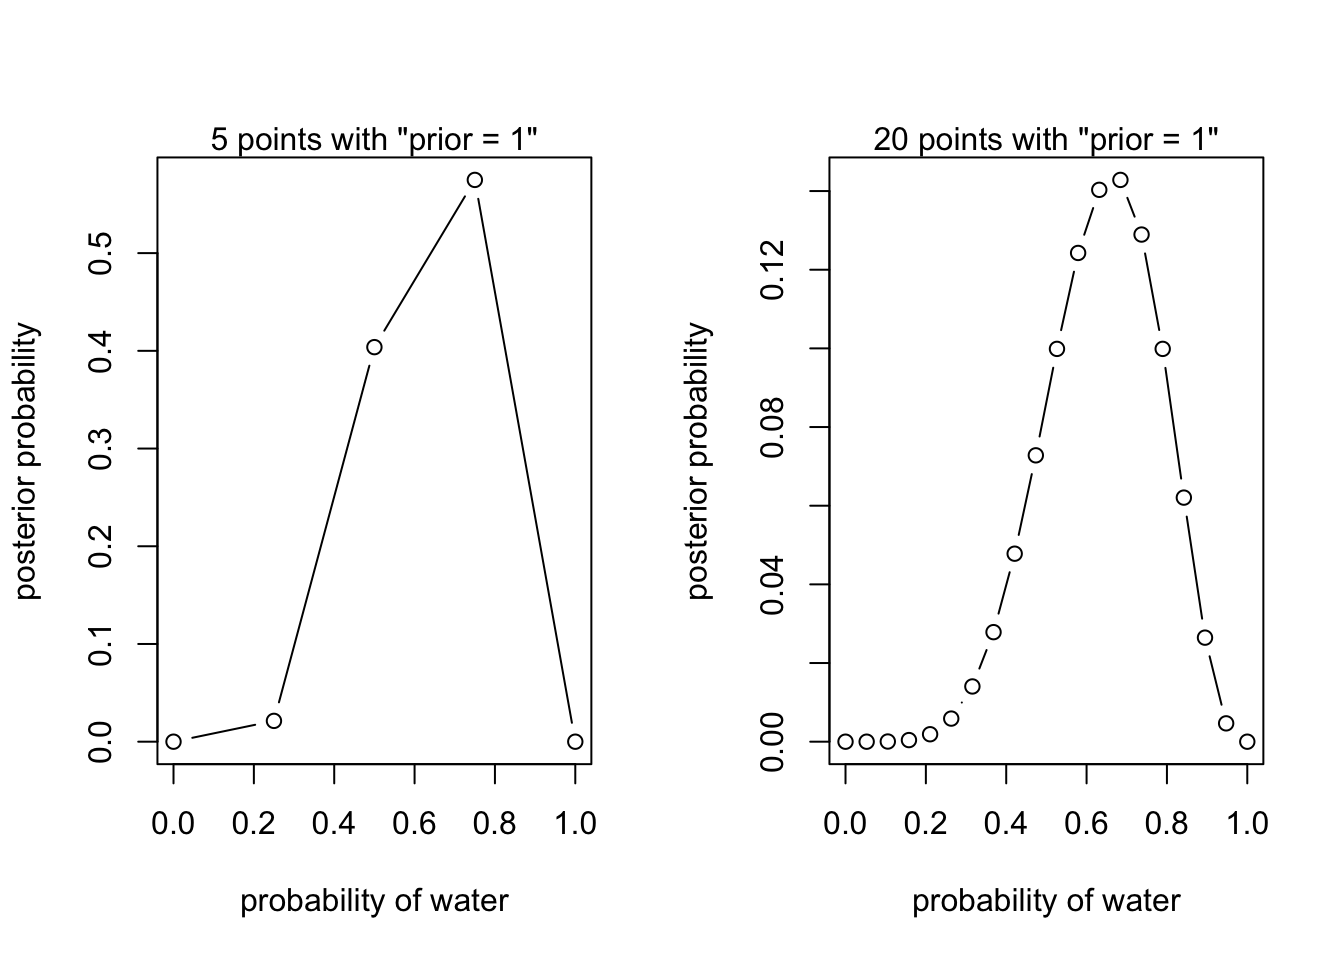 5 points with "prior = 1"
posterior probability
0.5
0.4
0.3
0.2
0.1
0.0
0.0 0.2 0.4 0.6 0.8 1.0
probability of water
20 points with "prior = 1"
posterior probability
0.12
0.08
0.04
0.00
0.0 0.2 0.4 0.6 0.8 1.0
probability of water